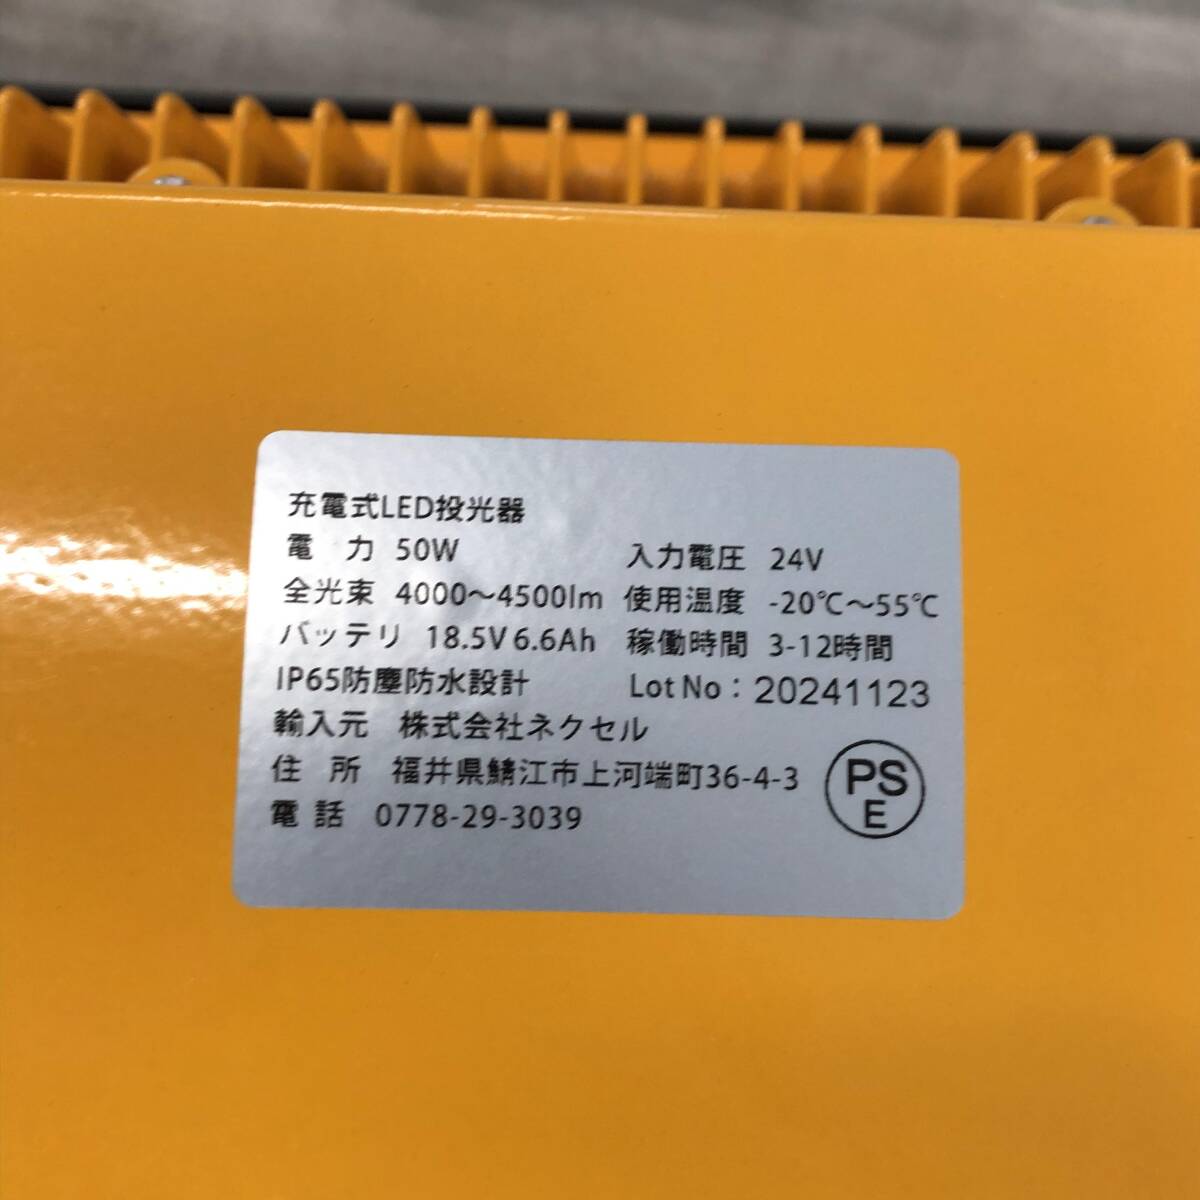 充電式LED投光器
電　力 50W 入力電圧 24V
全光束 4000～4500lm 使用温度 -20℃～55℃
バッテリ 18.5V 6.6Ah 稼働時間 3-12時間
IP65防塵防水設計 Lot No : 20241123
輸入元 株式会社ネクセル
住　所 福井県鯖江市上河端町36-4-3
電 話 0778-29-3039
PS
E